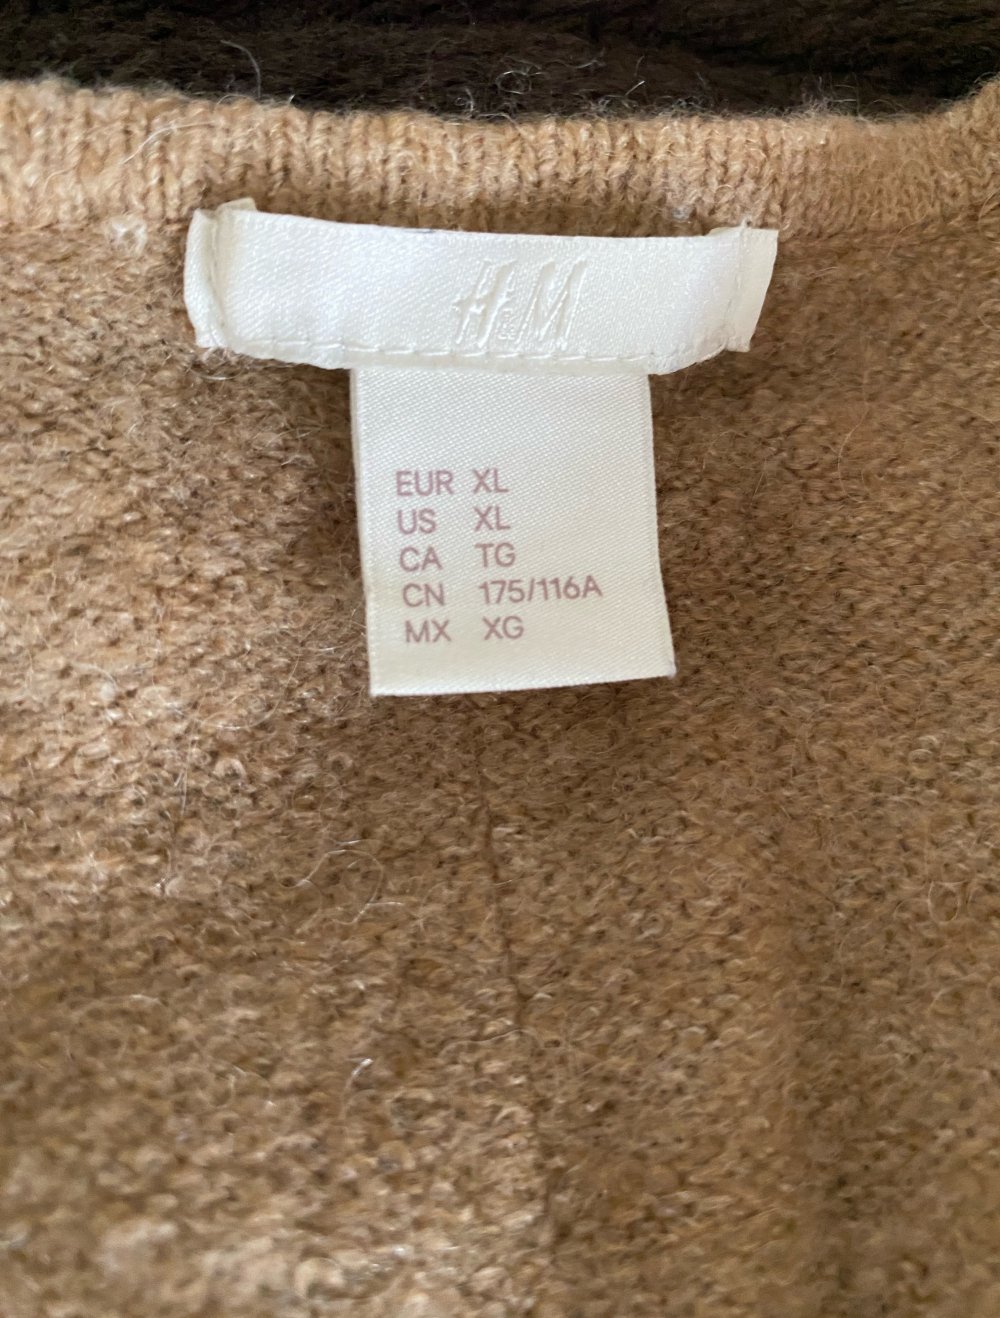 H&M
EUR XL
US XL
CA TG
CN 175/116A
MX XG